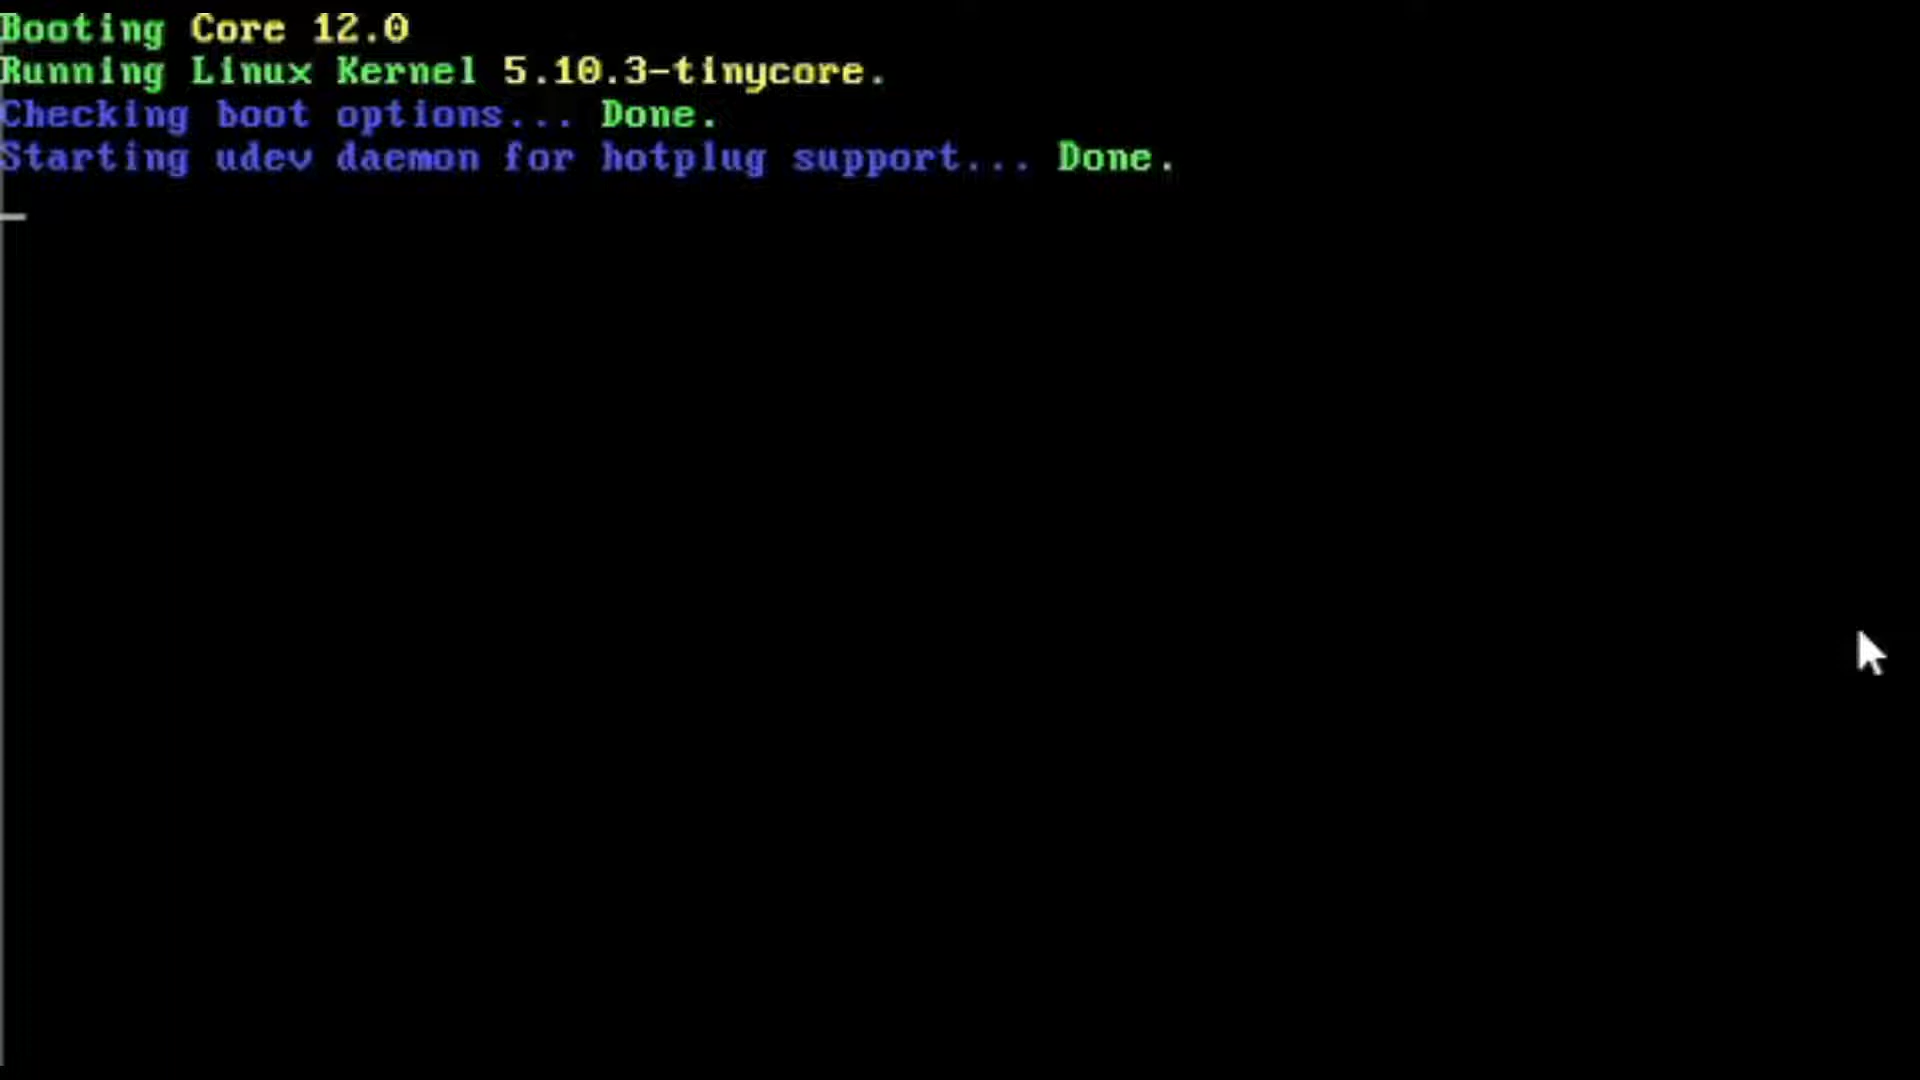 Booting Core 12.0
Running Linux Kernel 5.10.3-tinycore.
Checking boot options... Done.
Starting udev daemon for hotplug support... Done.